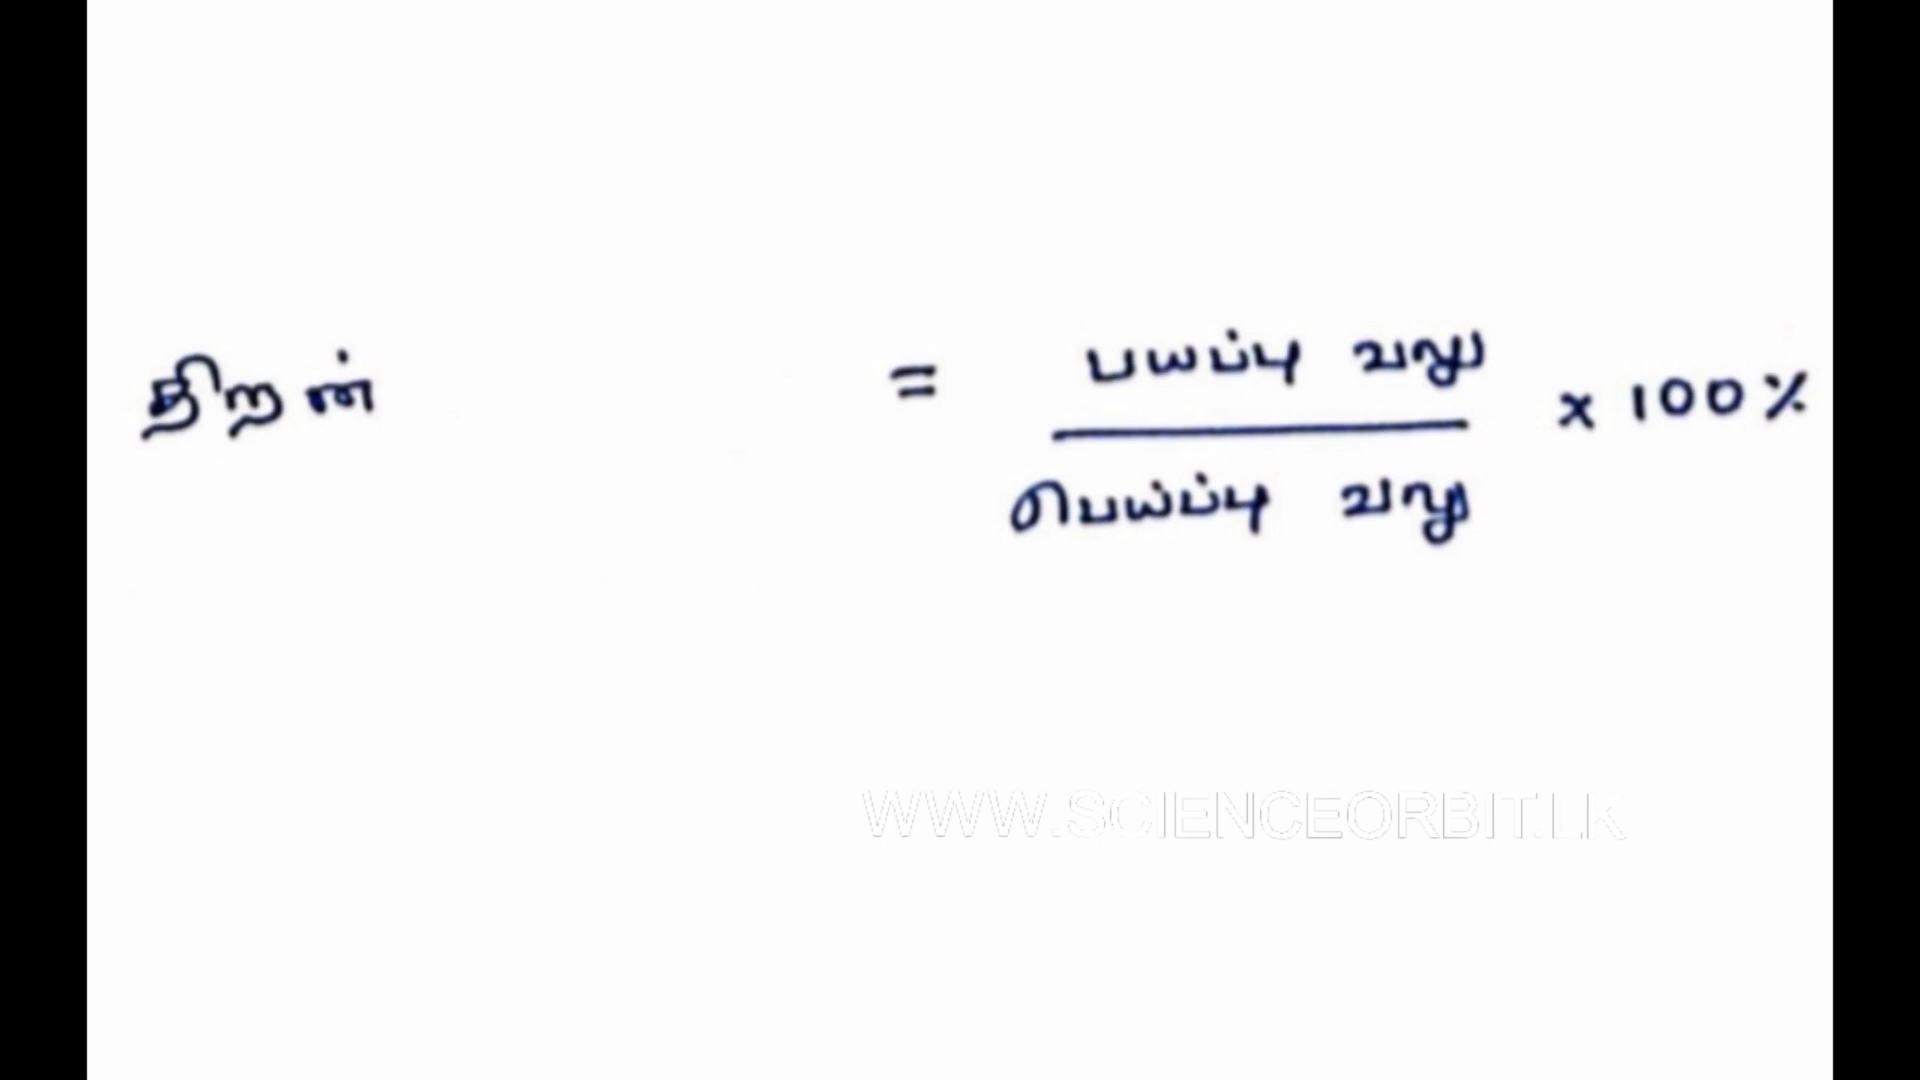 திறன் = பயப்பு வலு x 100%
பெய்ப்பு வலு
WWW.SCIENCEORBIT.LK